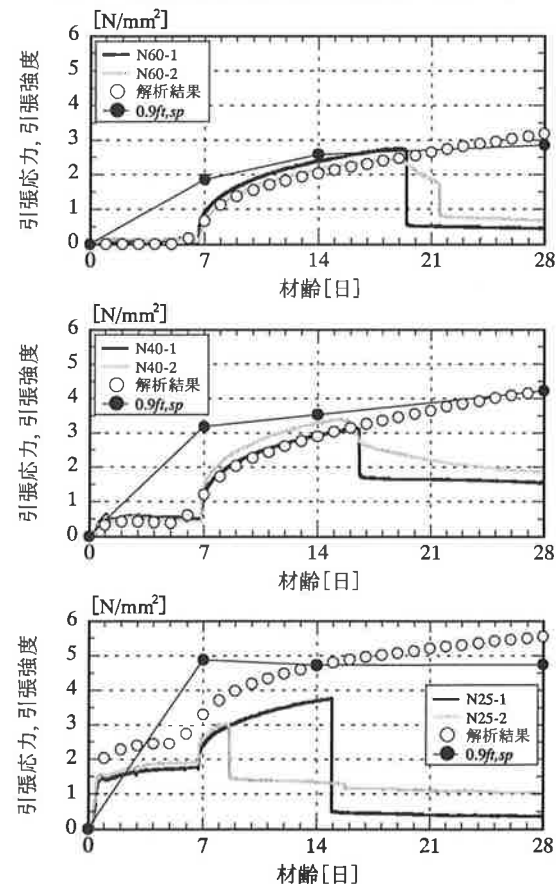 [N/mm²]
引張応力, 引張強度
6
5
4
3
2
1
0
N60-1
N60-2
解析結果
0.9ft,sp
0 7 14 21 28
材齢[日]
[N/mm²]
引張応力, 引張強度
6
5
4
3
2
1
0
N40-1
N40-2
解析結果
0.9ft,sp
0 7 14 21 28
材齢[日]
[N/mm²]
引張応力, 引張強度
6
5
4
3
2
1
0
N25-1
N25-2
解析結果
0.9ft,sp
0 7 14 21 28
材齢[日]